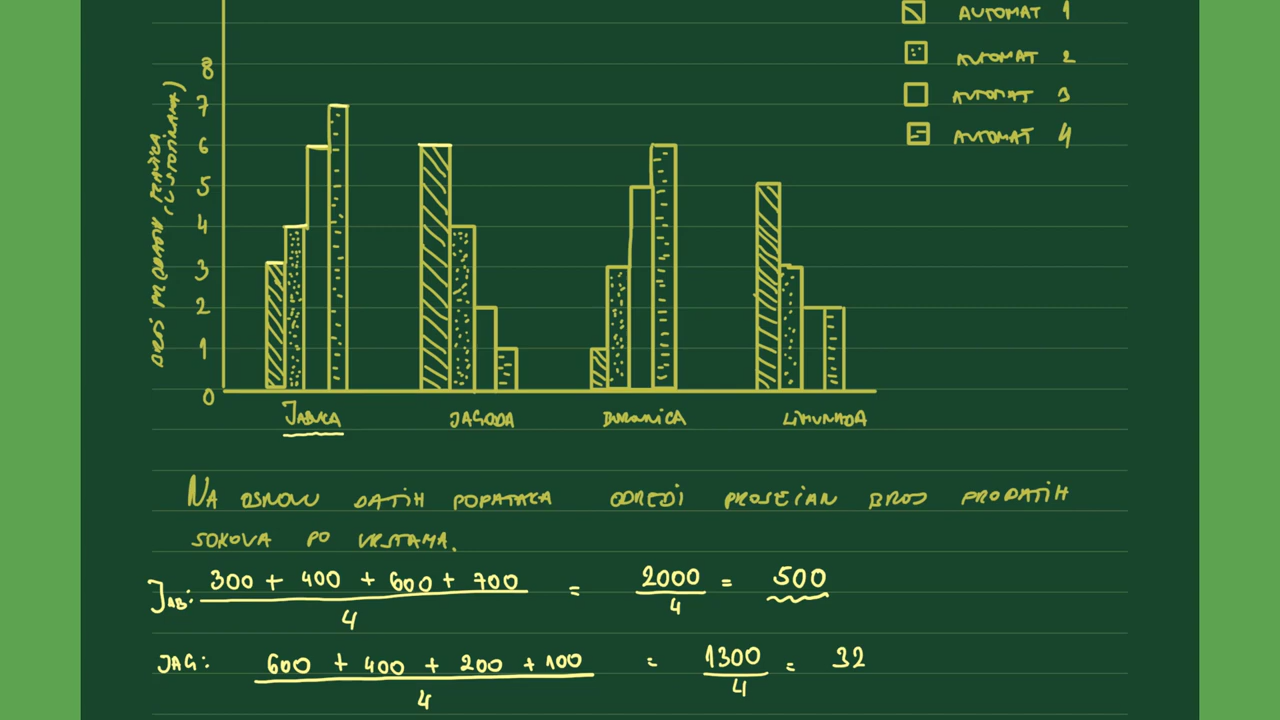 AUTOMAT 1
AUTOMAT 2
AUTOMAT 3
AUTOMAT 4
BROJ PRODATIH
8
7
6
5
4
3
2
1
0
JABUKA
JAGODA
LIMUNADA
NA OSNOVU DATIH PODATAKA ODREDI PROSEČAN BROJ PRODATIH
SOKOVA PO VRSTAMA.
JAB: 300 + 400 + 600 + 700 / 4 = 2000 / 4 = 500
JAG: 600 + 400 + 200 + 100 / 4 = 1300 / 4 = 32